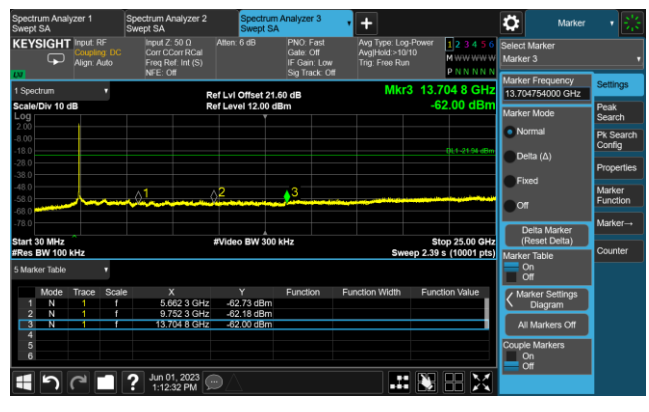 Spectrum Analyzer 1
Swept SA
Spectrum Analyzer 2
Swept SA
Spectrum Analyzer 3
Swept SA
Marker
KEYSIGHT
Input: RF
Coupling: DC
Align: Auto
Input Z: 50 Ω
Corr CCorr RCal
Freq Ref: Int (S)
NFE: Off
Atten: 6 dB
PNO: Fast
Gate: Off
IF Gain: Low
Sig Track: Off
Avg Type: Log-Power
Avg|Hold:>10/10
Trig: Free Run
1 2 3 4 5 6
M W W W W W
P N N N N N
LXI
Select Marker
Marker 3
1 Spectrum
Scale/Div 10 dB
Log
Ref Lvl Offset 21.60 dB
Ref Level 12.00 dBm
Mkr3 13.704 8 GHz
-62.00 dBm
2.00
-8.00
-18.0
-28.0
-38.0
-48.0
-58.0
-68.0
-78.0
DL1 -21.94 dBm
1
2
3
Start 30 MHz
#Res BW 100 kHz
#Video BW 300 kHz
Stop 25.00 GHz
Sweep 2.39 s (10001 pts)
5 Marker Table
Mode Trace Scale X Y Function Function Width Function Value
1 N 1 f 5.662 3 GHz -62.73 dBm
2 N 1 f 9.752 3 GHz -62.18 dBm
3 N 1 f 13.704 8 GHz -62.00 dBm
4
5
6
Marker Frequency
13.704754000 GHz
Marker Mode
Normal
Delta (Δ)
Fixed
Off
Delta Marker
(Reset Delta)
Marker Table
On
Off
Marker Settings
Diagram
All Markers Off
Couple Markers
On
Off
Settings
Peak
Search
Pk Search
Config
Properties
Marker
Function
Marker→
Counter
?
Jun 01, 2023
1:12:32 PM